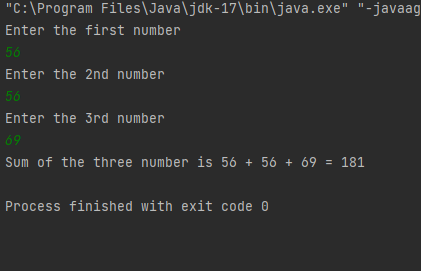 "C:\Program Files\Java\jdk-17\bin\java.exe" "-javaag
Enter the first number
56
Enter the 2nd number
56
Enter the 3rd number
69
Sum of the three number is 56 + 56 + 69 = 181
Process finished with exit code 0